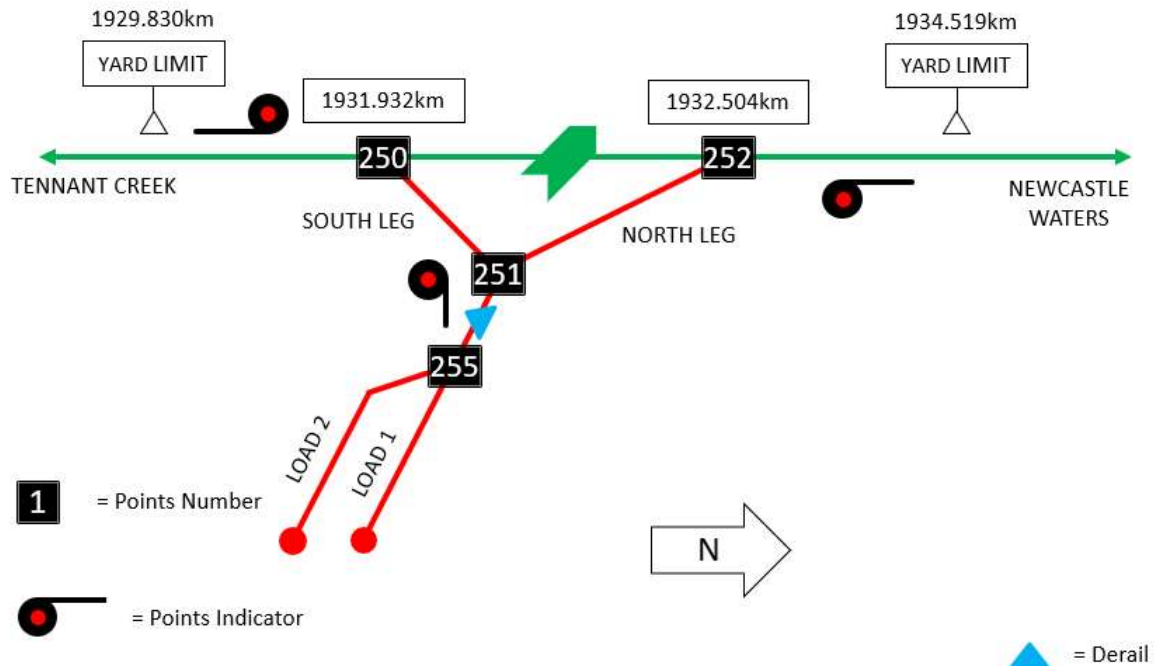 1929.830km
YARD LIMIT
1934.519km
YARD LIMIT
1931.932km
1932.504km
250
252
TENNANT CREEK
NEWCASTLE
WATERS
SOUTH LEG
NORTH LEG
251
255
LOAD 2
LOAD 1
1
= Points Number
N
= Points Indicator
= Derail